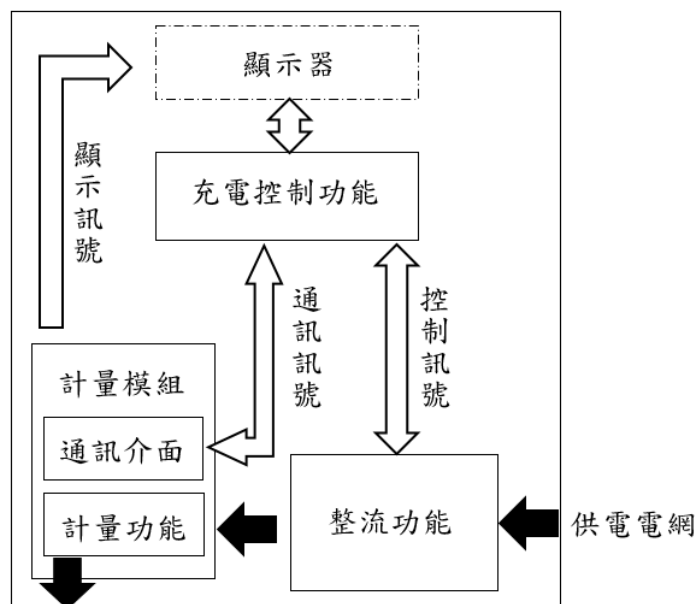 顯示器
顯示訊號
充電控制功能
通訊訊號
控制訊號
計量模組
通訊介面
計量功能
整流功能
供電電網